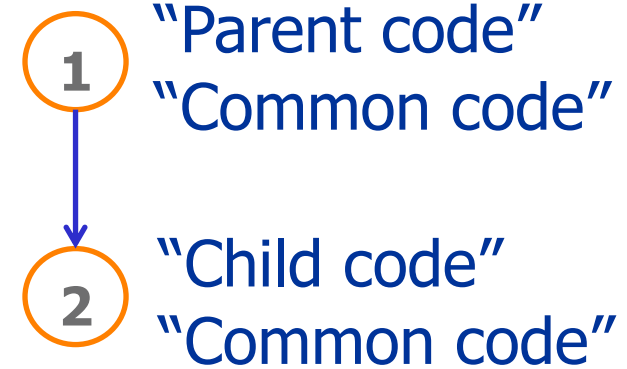 1 “Parent code”
“Common code”
2 “Child code”
“Common code”